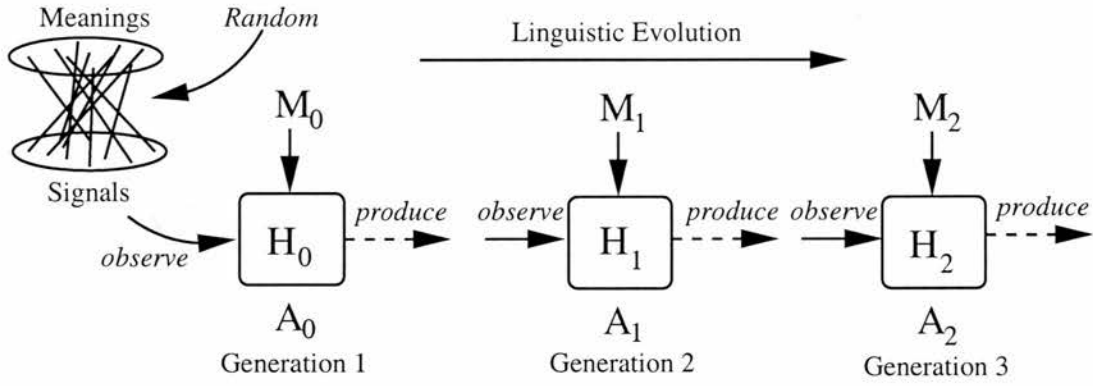 Meanings
Random
Linguistic Evolution
M0 M1 M2
Signals
observe
H0
produce
observe
H1
produce
observe
H2
produce
A0 A1 A2
Generation 1 Generation 2 Generation 3